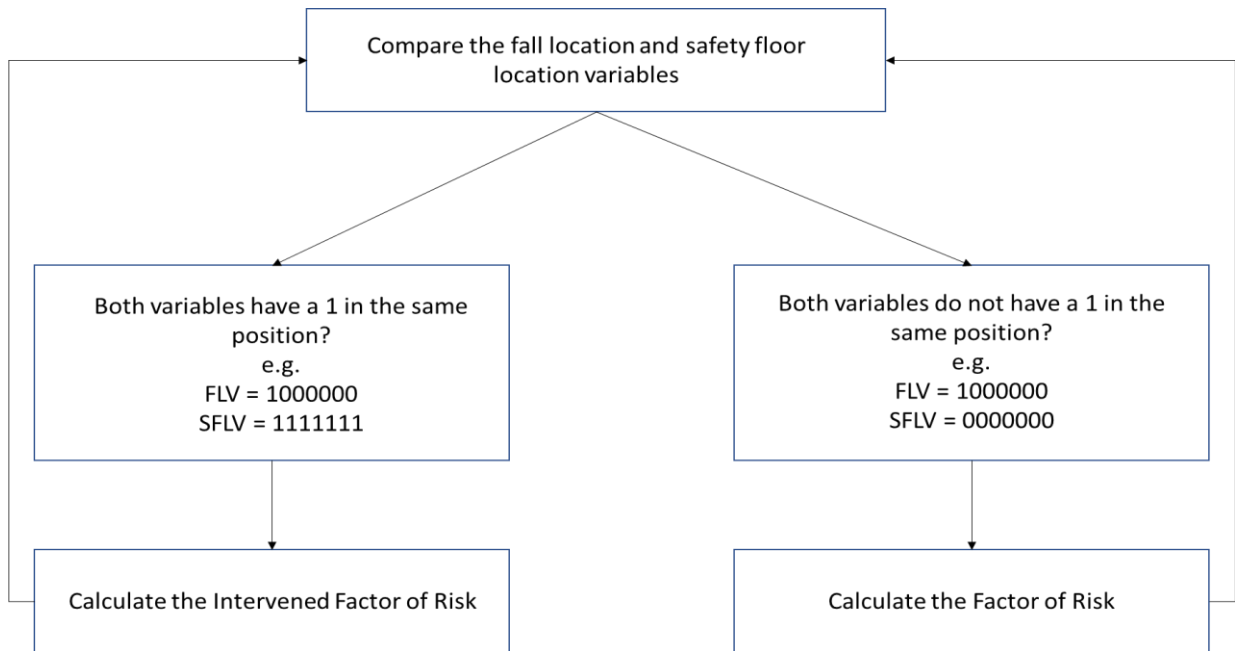 Compare the fall location and safety floor
location variables
Both variables have a 1 in the same
position?
e.g.
FLV = 1000000
SFLV = 1111111
Both variables do not have a 1 in the
same position?
e.g.
FLV = 1000000
SFLV = 0000000
Calculate the Intervened Factor of Risk
Calculate the Factor of Risk